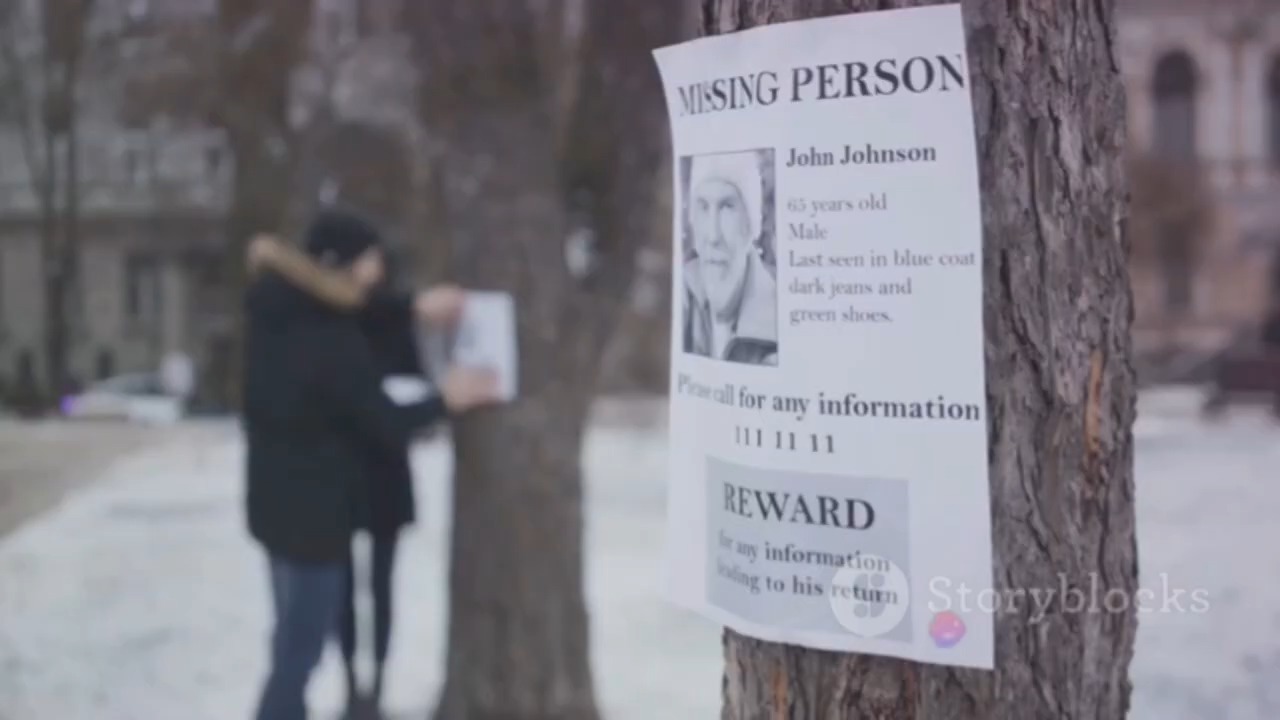 MISSING PERSON
John Johnson
65 years old
Male
Last seen in blue coat
dark jeans and
green shoes.
Please call for any information
111 11 11
REWARD
for any information
leading to his return
Storyblocks